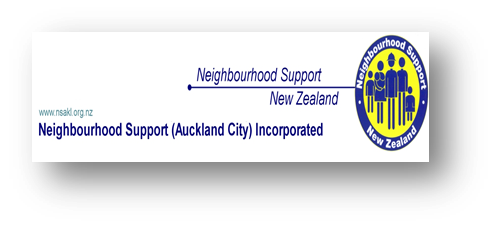 Neighbourhood Support
New Zealand
www.nsakl.org.nz
Neighbourhood Support (Auckland City) Incorporated
Neighbourhood Support
New Zealand